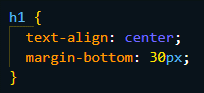 h1 {
  text-align: center;
  margin-bottom: 30px;
}